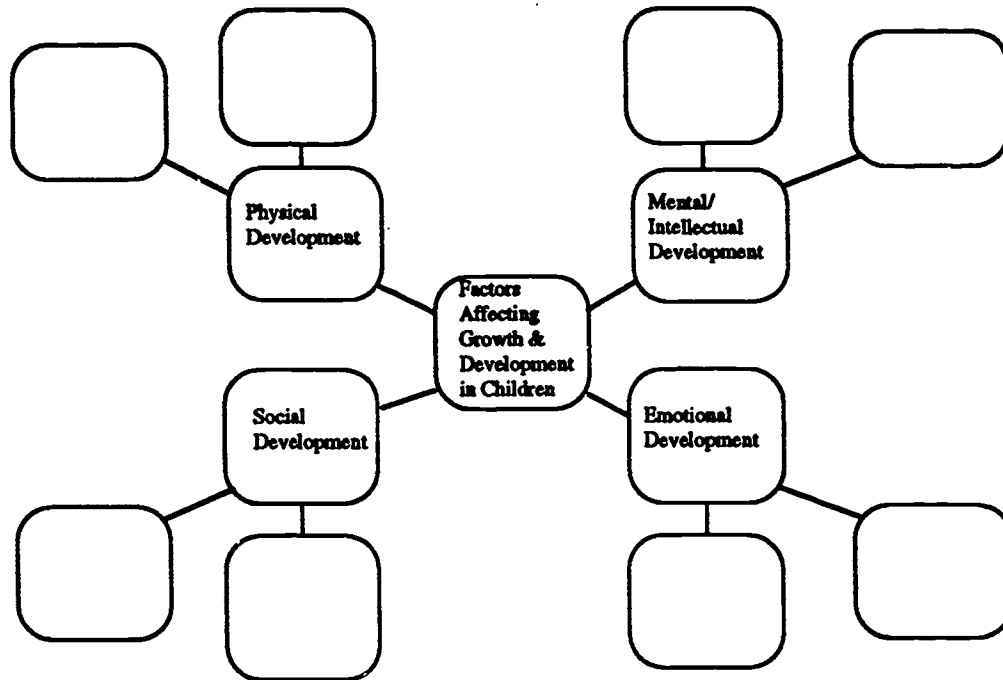 Physical
Development
Mental/
Intellectual
Development
Factors
Affecting
Growth &
Development
in Children
Social
Development
Emotional
Development